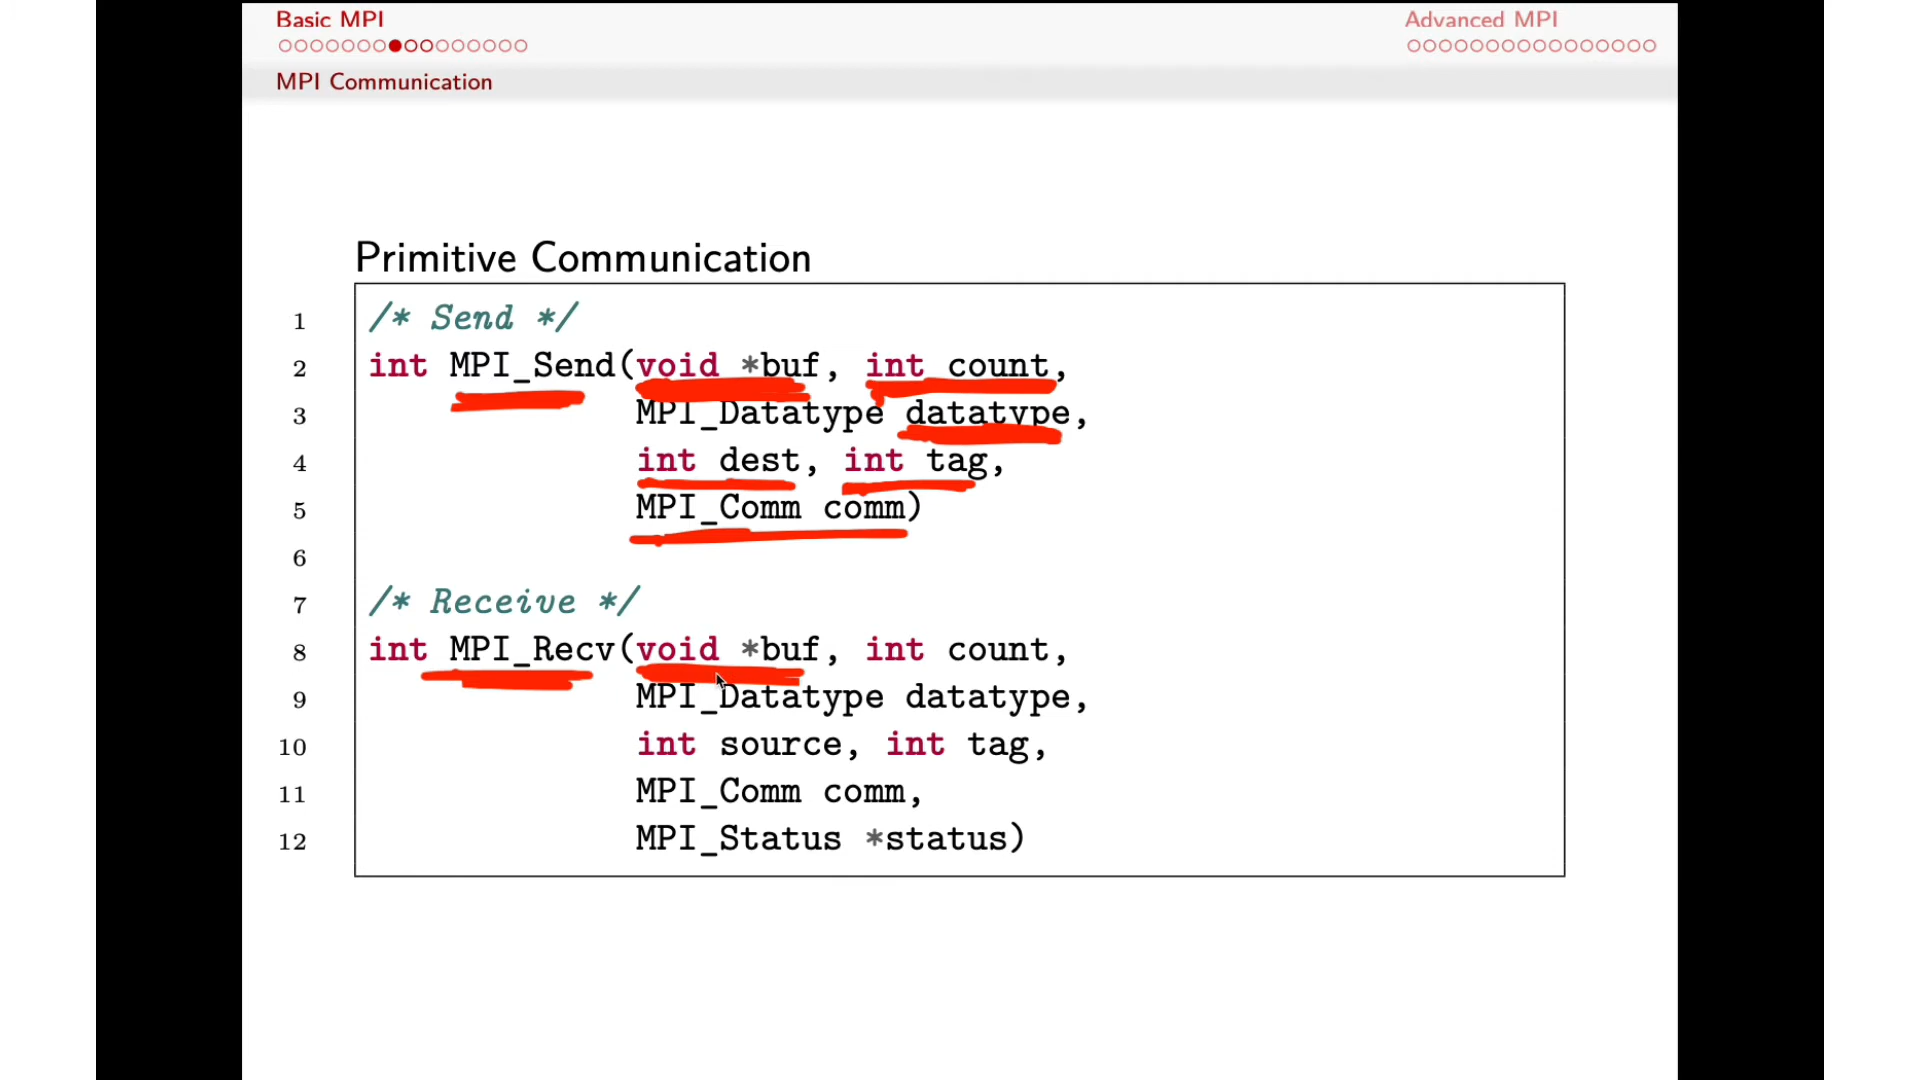 Basic MPI
Advanced MPI
MPI Communication
Primitive Communication
1 /* Send */
2 int MPI_Send(void *buf, int count,
3 MPI_Datatype datatype,
4 int dest, int tag,
5 MPI_Comm comm)
6
7 /* Receive */
8 int MPI_Recv(void *buf, int count,
9 MPI_Datatype datatype,
10 int source, int tag,
11 MPI_Comm comm,
12 MPI_Status *status)